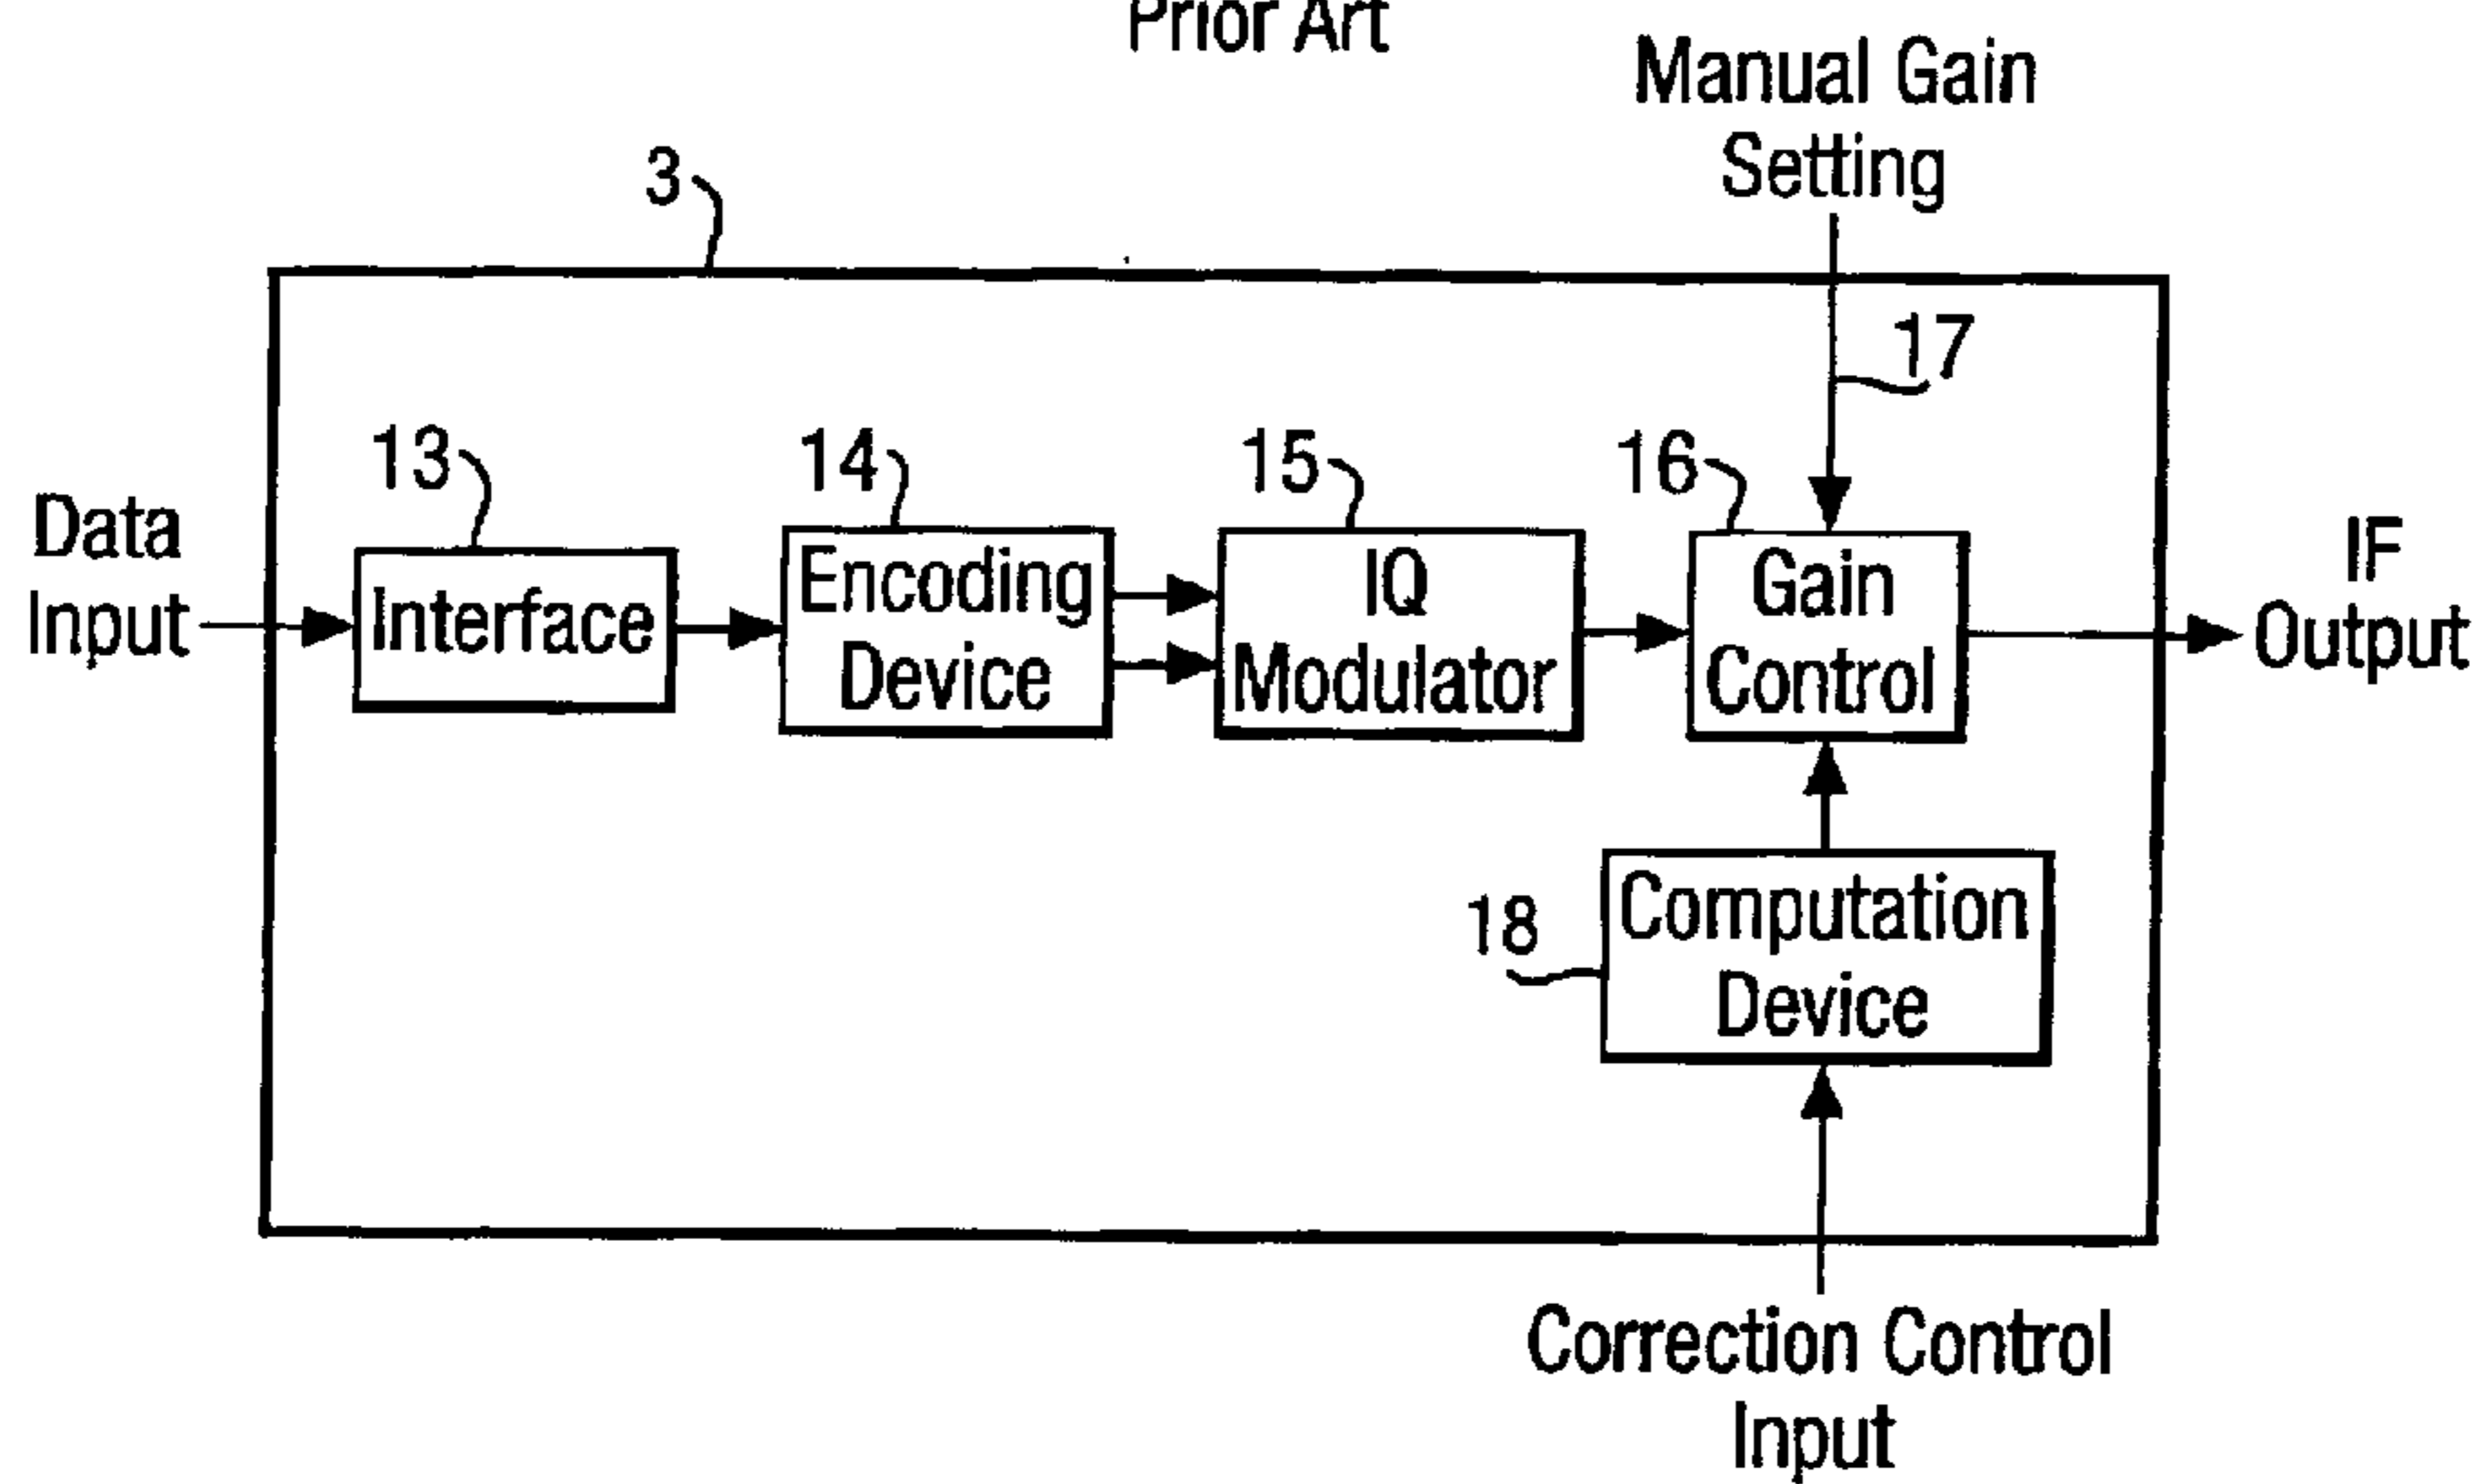 Prior Art
Manual Gain
Setting
3
17
13
14
15
16
Data
Input
Interface
Encoding
Device
IQ
Modulator
Gain
Control
IF
Output
18
Computation
Device
Correction Control
Input